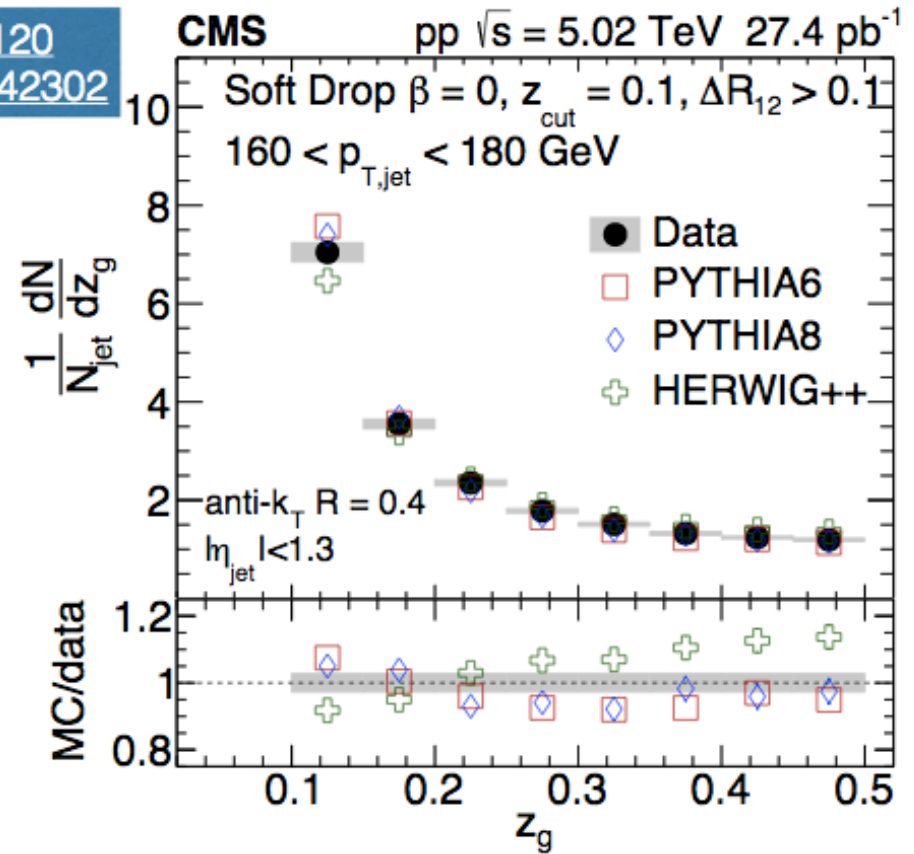 120
42302
CMS pp √s = 5.02 TeV 27.4 pb⁻¹
Soft Drop β = 0, z_cut = 0.1, ΔR₁₂ > 0.1
160 < p_T,jet < 180 GeV
Data
PYTHIA6
PYTHIA8
HERWIG++
anti-k_T R = 0.4
|η_jet|<1.3
1/N_jet dN/dz_g
10
8
6
4
2
MC/data
1.2
1
0.8
0.1 0.2 0.3 0.4 0.5
z_g